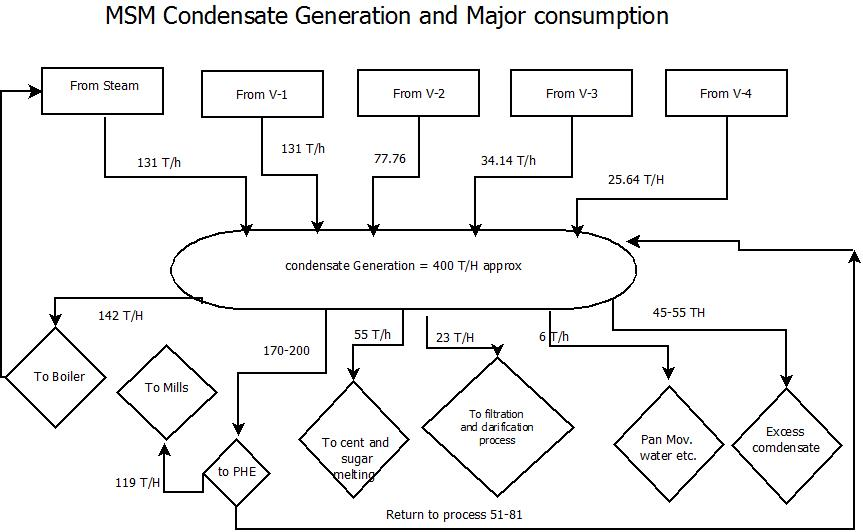 MSM Condensate Generation and Major consumption
From Steam
From V-1
From V-2
From V-3
From V-4
131 T/h
131 T/h
77.76
34.14 T/h
25.64 T/H
condensate Generation = 400 T/H approx
142 T/H
170-200
55 T/h
23 T/H
6 T/h
45-55 TH
To Boiler
To Mills
to PHE
119 T/H
To cent and
sugar
melting
To filtration
and clarification
process
Pan Mov.
water etc.
Excess
comdensate
Return to process 51-81